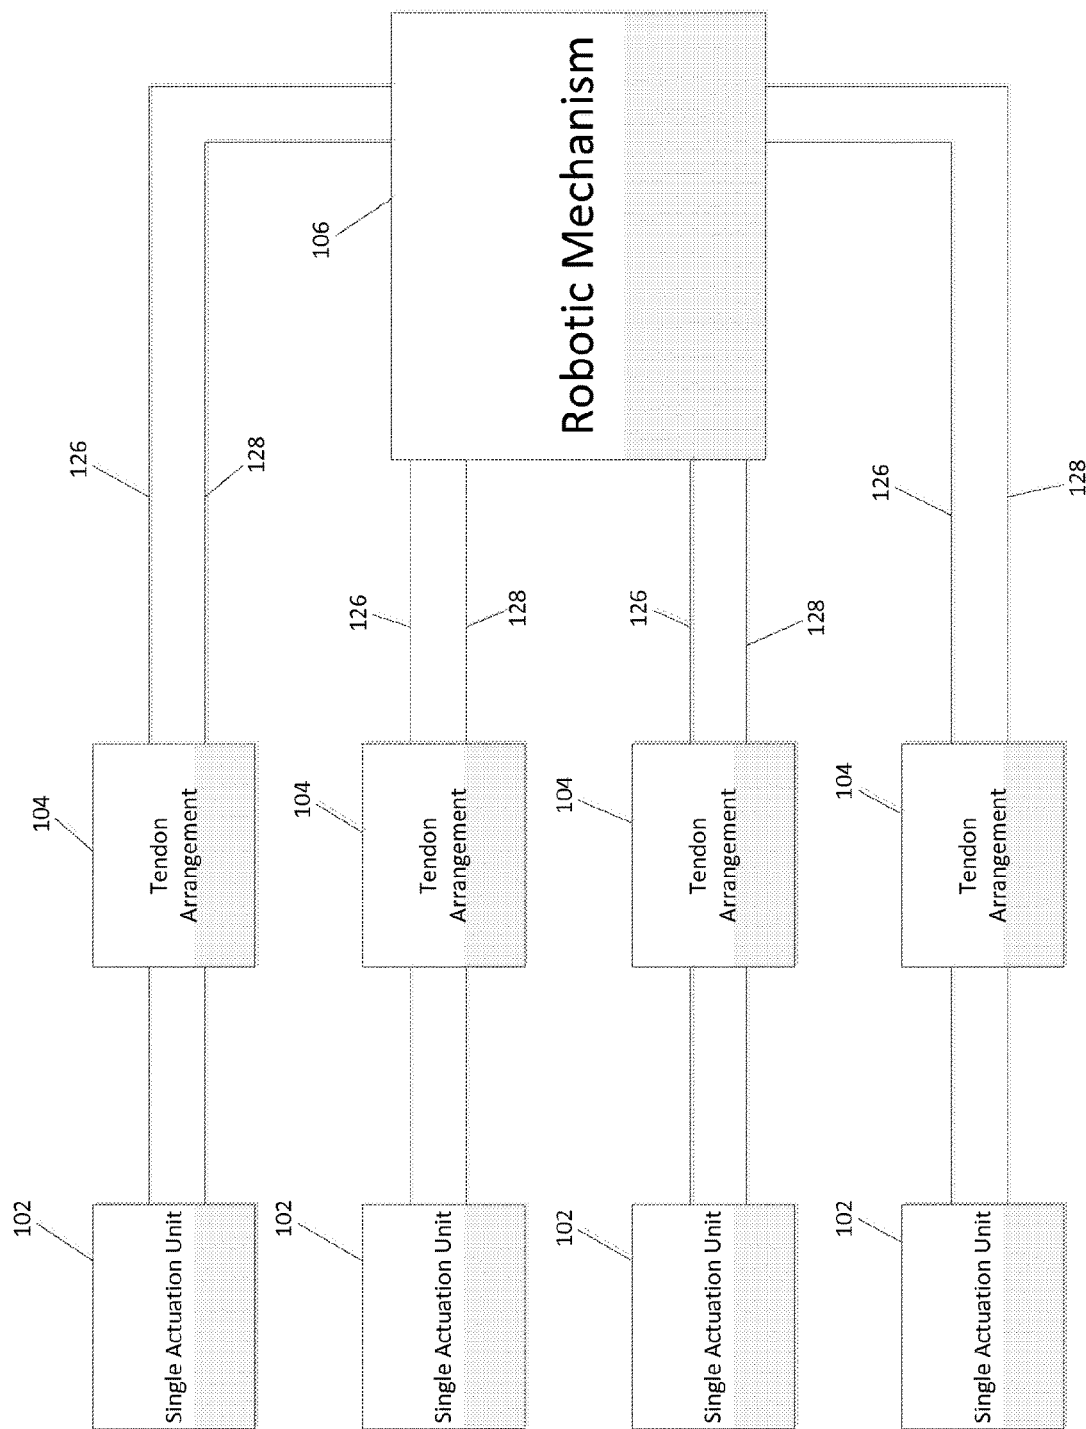 102
Single Actuation Unit
104
Tendon
Arrangement
126
128
102
Single Actuation Unit
104
Tendon
Arrangement
126
128
106
Robotic Mechanism
102
Single Actuation Unit
104
Tendon
Arrangement
126
128
102
Single Actuation Unit
104
Tendon
Arrangement
126
128